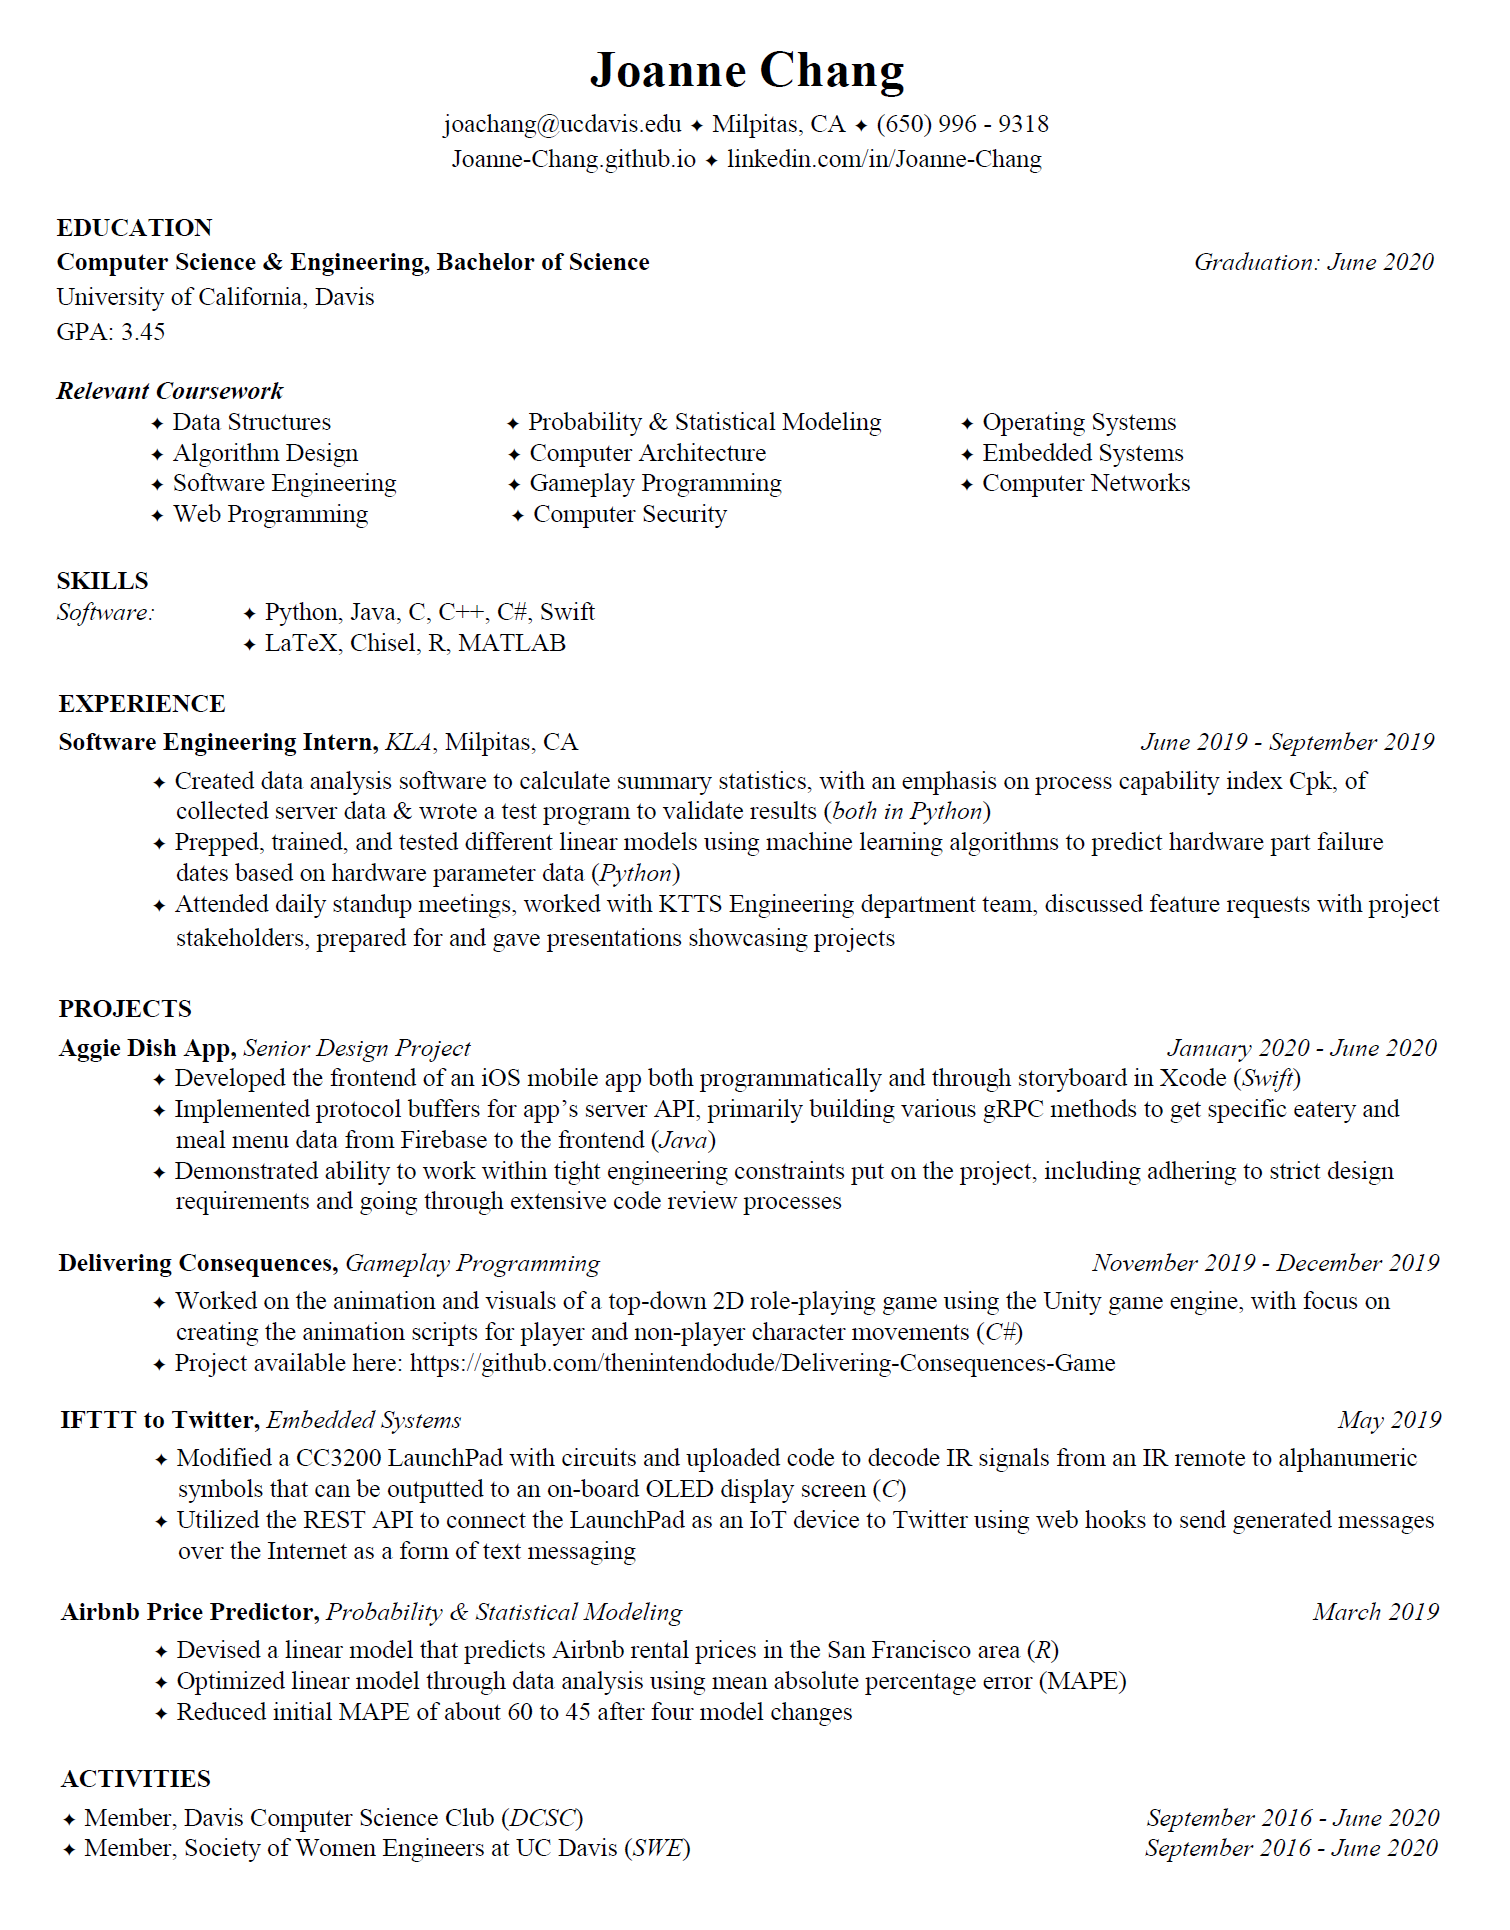 Joanne Chang
joachang@ucdavis.edu ✦ Milpitas, CA ✦ (650) 996 - 9318
Joanne-Chang.github.io ✦ linkedin.com/in/Joanne-Chang
EDUCATION
Computer Science & Engineering, Bachelor of Science Graduation: June 2020
University of California, Davis
GPA: 3.45
Relevant Coursework
✦ Data Structures ✦ Probability & Statistical Modeling ✦ Operating Systems
✦ Algorithm Design ✦ Computer Architecture ✦ Embedded Systems
✦ Software Engineering ✦ Gameplay Programming ✦ Computer Networks
✦ Web Programming ✦ Computer Security
SKILLS
Software: ✦ Python, Java, C, C++, C#, Swift
✦ LaTeX, Chisel, R, MATLAB
EXPERIENCE
Software Engineering Intern, KLA, Milpitas, CA June 2019 - September 2019
✦ Created data analysis software to calculate summary statistics, with an emphasis on process capability index Cpk, of
collected server data & wrote a test program to validate results (both in Python)
✦ Prepped, trained, and tested different linear models using machine learning algorithms to predict hardware part failure
dates based on hardware parameter data (Python)
✦ Attended daily standup meetings, worked with KTTS Engineering department team, discussed feature requests with project
stakeholders, prepared for and gave presentations showcasing projects
PROJECTS
Aggie Dish App, Senior Design Project January 2020 - June 2020
✦ Developed the frontend of an iOS mobile app both programmatically and through storyboard in Xcode (Swift)
✦ Implemented protocol buffers for app’s server API, primarily building various gRPC methods to get specific eatery and
meal menu data from Firebase to the frontend (Java)
✦ Demonstrated ability to work within tight engineering constraints put on the project, including adhering to strict design
requirements and going through extensive code review processes
Delivering Consequences, Gameplay Programming November 2019 - December 2019
✦ Worked on the animation and visuals of a top-down 2D role-playing game using the Unity game engine, with focus on
creating the animation scripts for player and non-player character movements (C#)
✦ Project available here: https://github.com/thenintendodude/Delivering-Consequences-Game
IFTTT to Twitter, Embedded Systems May 2019
✦ Modified a CC3200 LaunchPad with circuits and uploaded code to decode IR signals from an IR remote to alphanumeric
symbols that can be outputted to an on-board OLED display screen (C)
✦ Utilized the REST API to connect the LaunchPad as an IoT device to Twitter using web hooks to send generated messages
over the Internet as a form of text messaging
Airbnb Price Predictor, Probability & Statistical Modeling March 2019
✦ Devised a linear model that predicts Airbnb rental prices in the San Francisco area (R)
✦ Optimized linear model through data analysis using mean absolute percentage error (MAPE)
✦ Reduced initial MAPE of about 60 to 45 after four model changes
ACTIVITIES
✦ Member, Davis Computer Science Club (DCSC) September 2016 - June 2020
✦ Member, Society of Women Engineers at UC Davis (SWE) September 2016 - June 2020